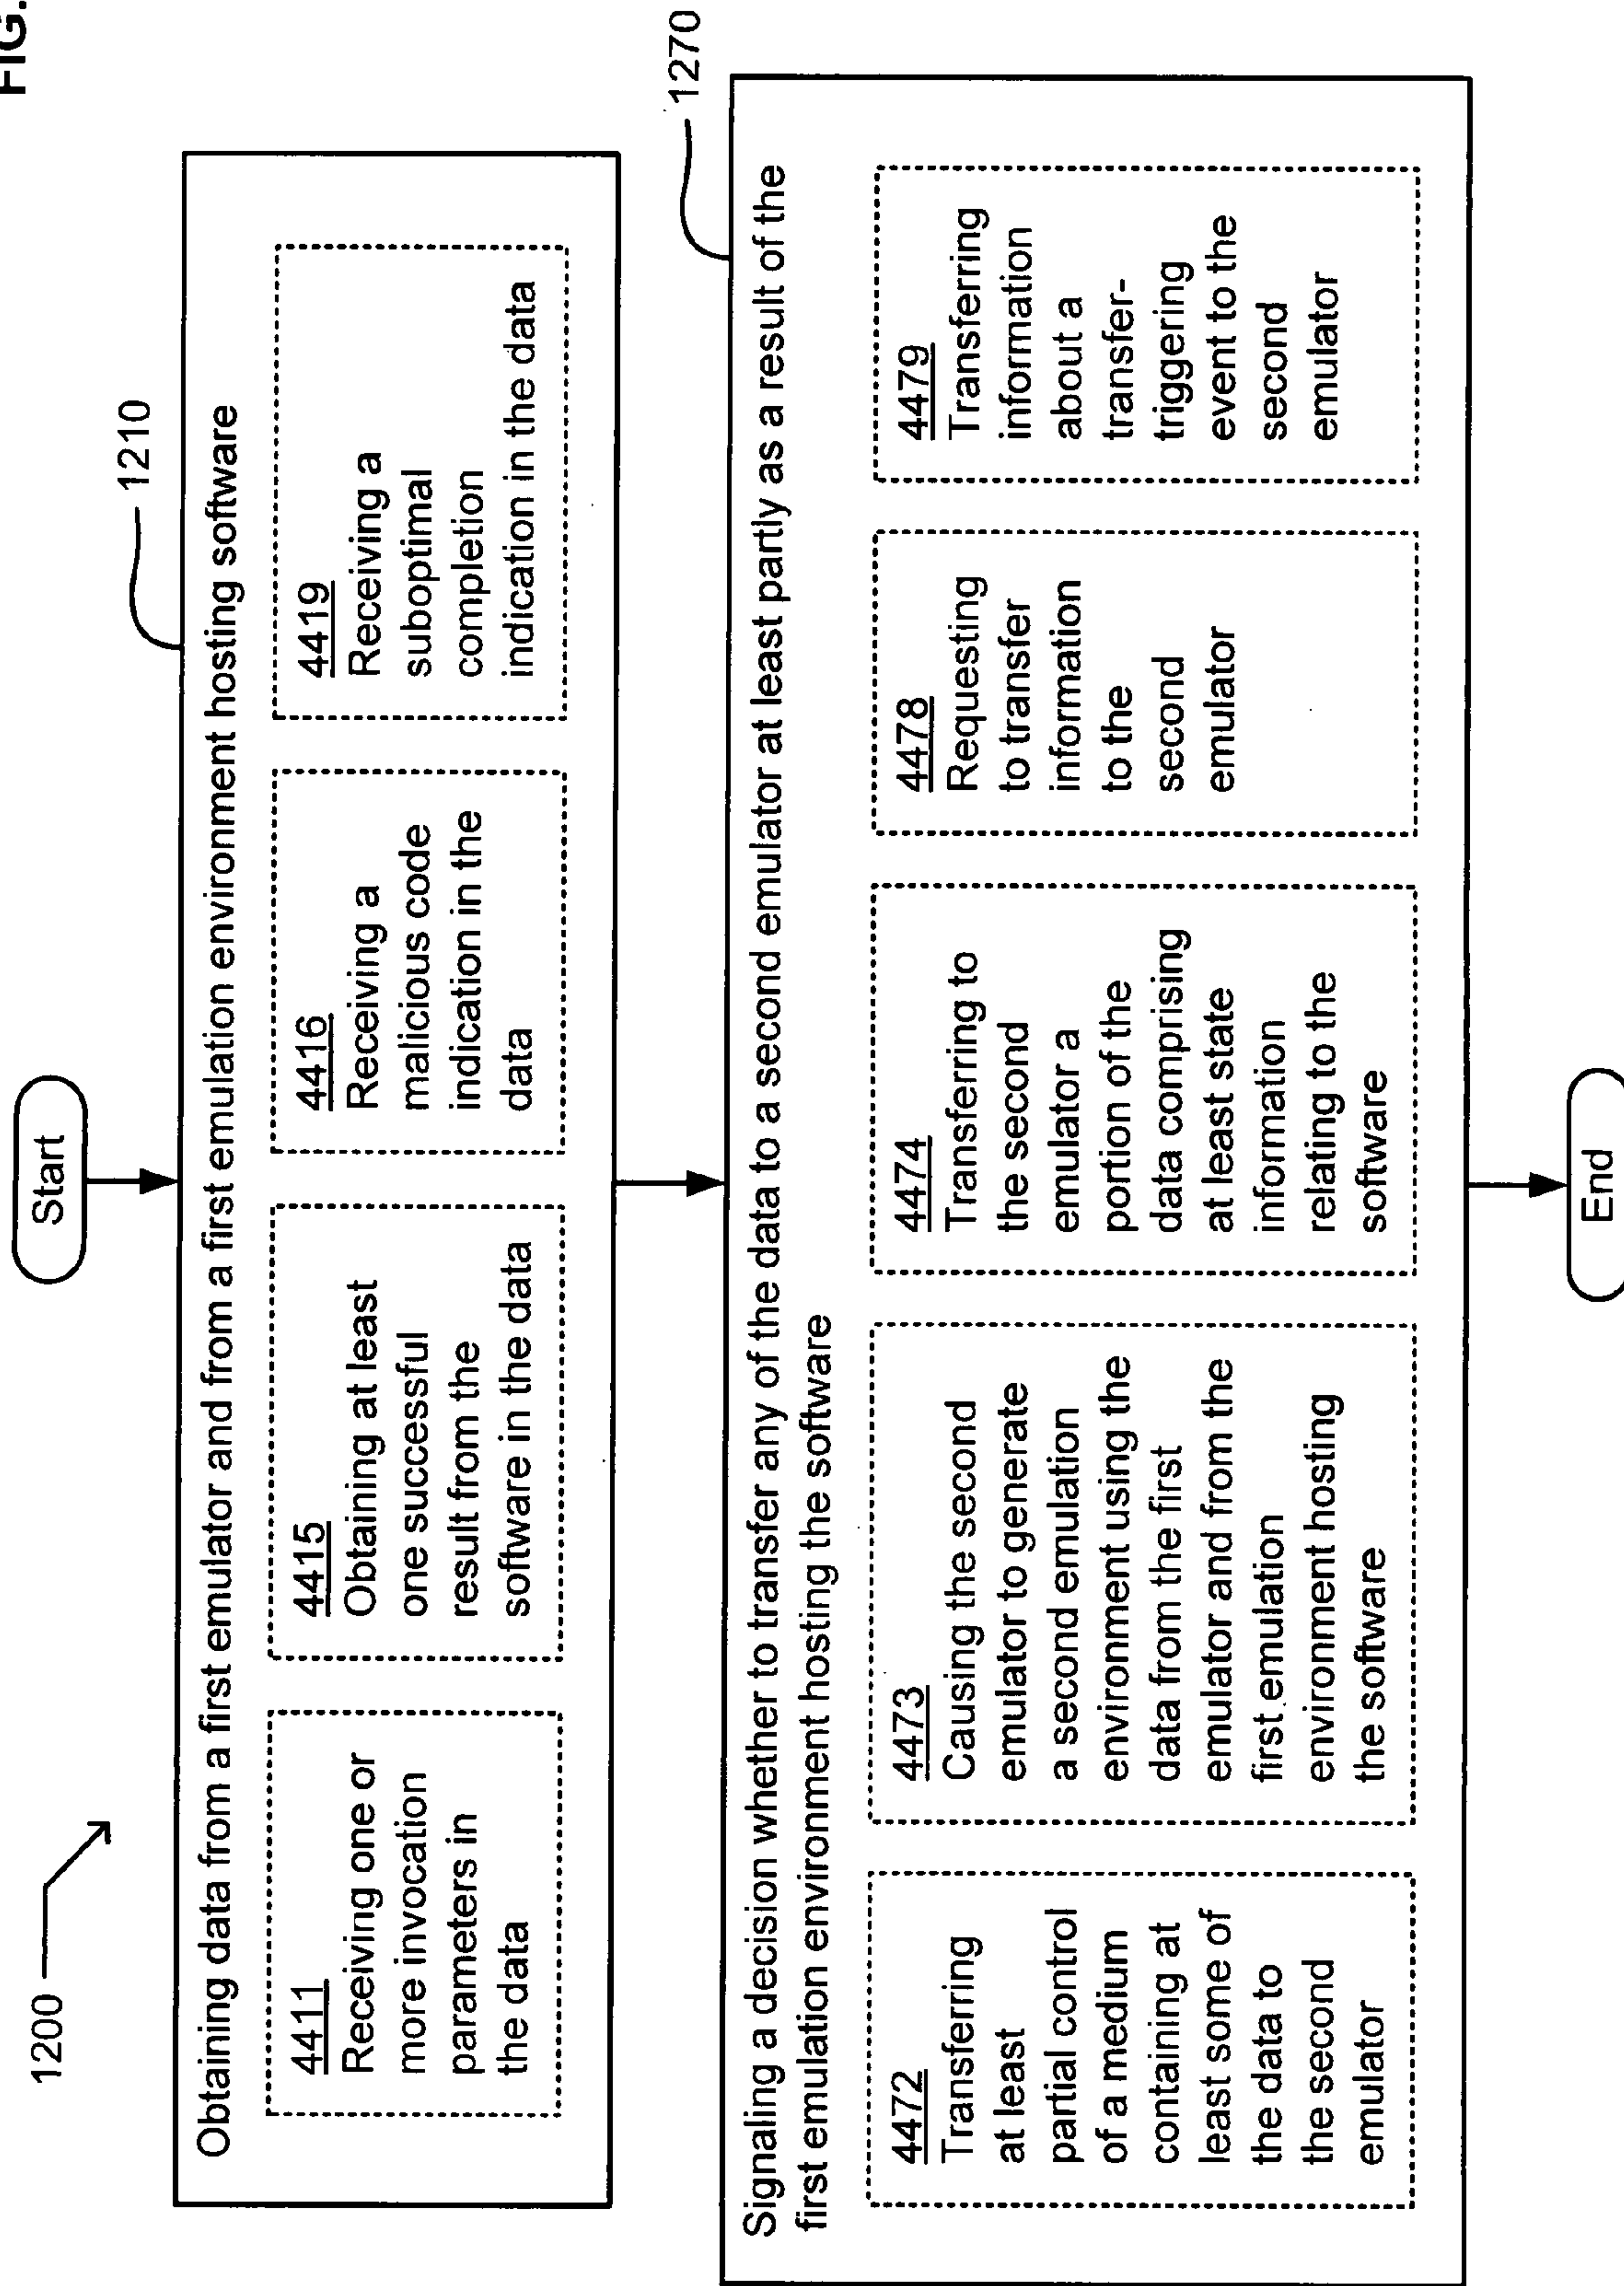 FIG.
1200
Start
1210
Obtaining data from a first emulator and from a first emulation environment hosting software
4411
Receiving one or
more invocation
parameters in
the data
4415
Obtaining at least
one successful
result from the
software in the data
4416
Receiving a
malicious code
indication in the
data
4419
Receiving a
suboptimal
completion
indication in the data
1270
Signaling a decision whether to transfer any of the data to a second emulator at least partly as a result of the
first emulation environment hosting the software
4472
Transferring
at least
partial control
of a medium
containing at
least some of
the data to
the second
emulator
4473
Causing the second
emulator to generate
a second emulation
environment using the
data from the first
emulator and from the
first emulation
environment hosting
the software
4474
Transferring to
the second
emulator a
portion of the
data comprising
at least state
information
relating to the
software
4478
Requesting
to transfer
information
to the
second
emulator
4479
Transferring
information
about a
transfer-
triggering
event to the
second
emulator
End